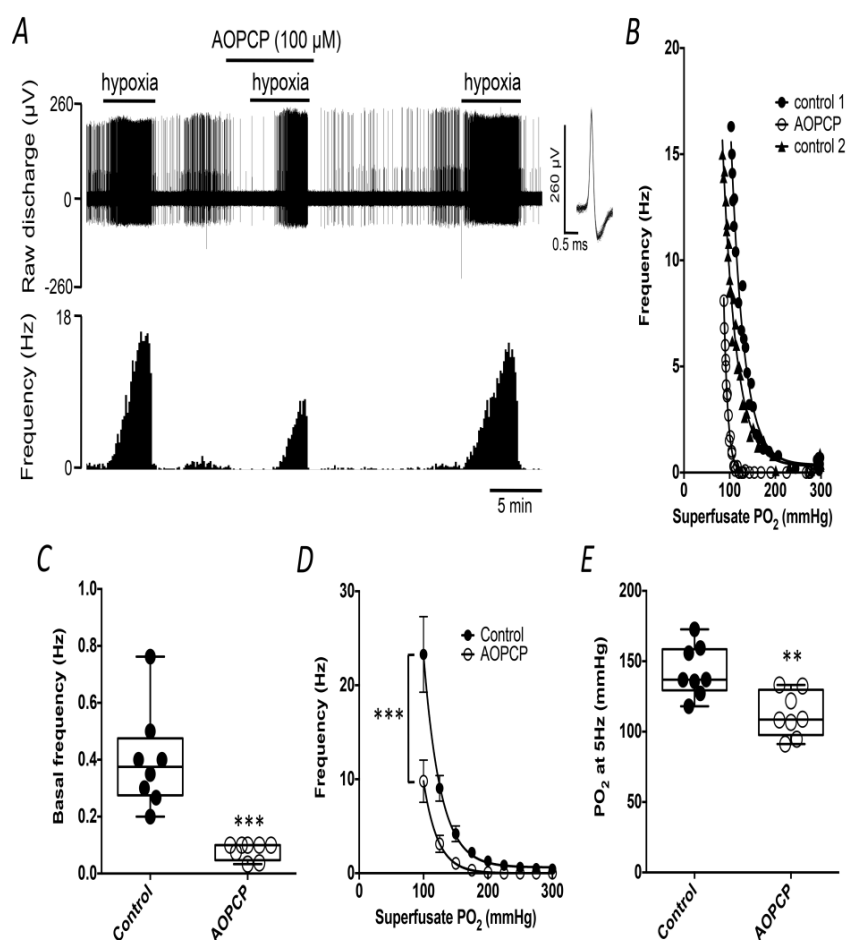 A
AOPCP (100 µM)
hypoxia hypoxia hypoxia
Raw discharge (µV)
260
0
-260
260 µV
0.5 ms
Frequency (Hz)
18
0
5 min
B
control 1
AOPCP
control 2
Frequency (Hz)
20
15
10
5
0
0 100 200 300
Superfusate PO2 (mmHg)
C
Basal frequency (Hz)
1.0
0.8
0.6
0.4
0.2
0.0
***
Control AOPCP
D
Frequency (Hz)
30
20
10
0
Control
AOPCP
***
0 100 200 300
Superfusate PO2 (mmHg)
E
PO2 at 5Hz (mmHg)
200
150
100
50
0
**
Control AOPCP